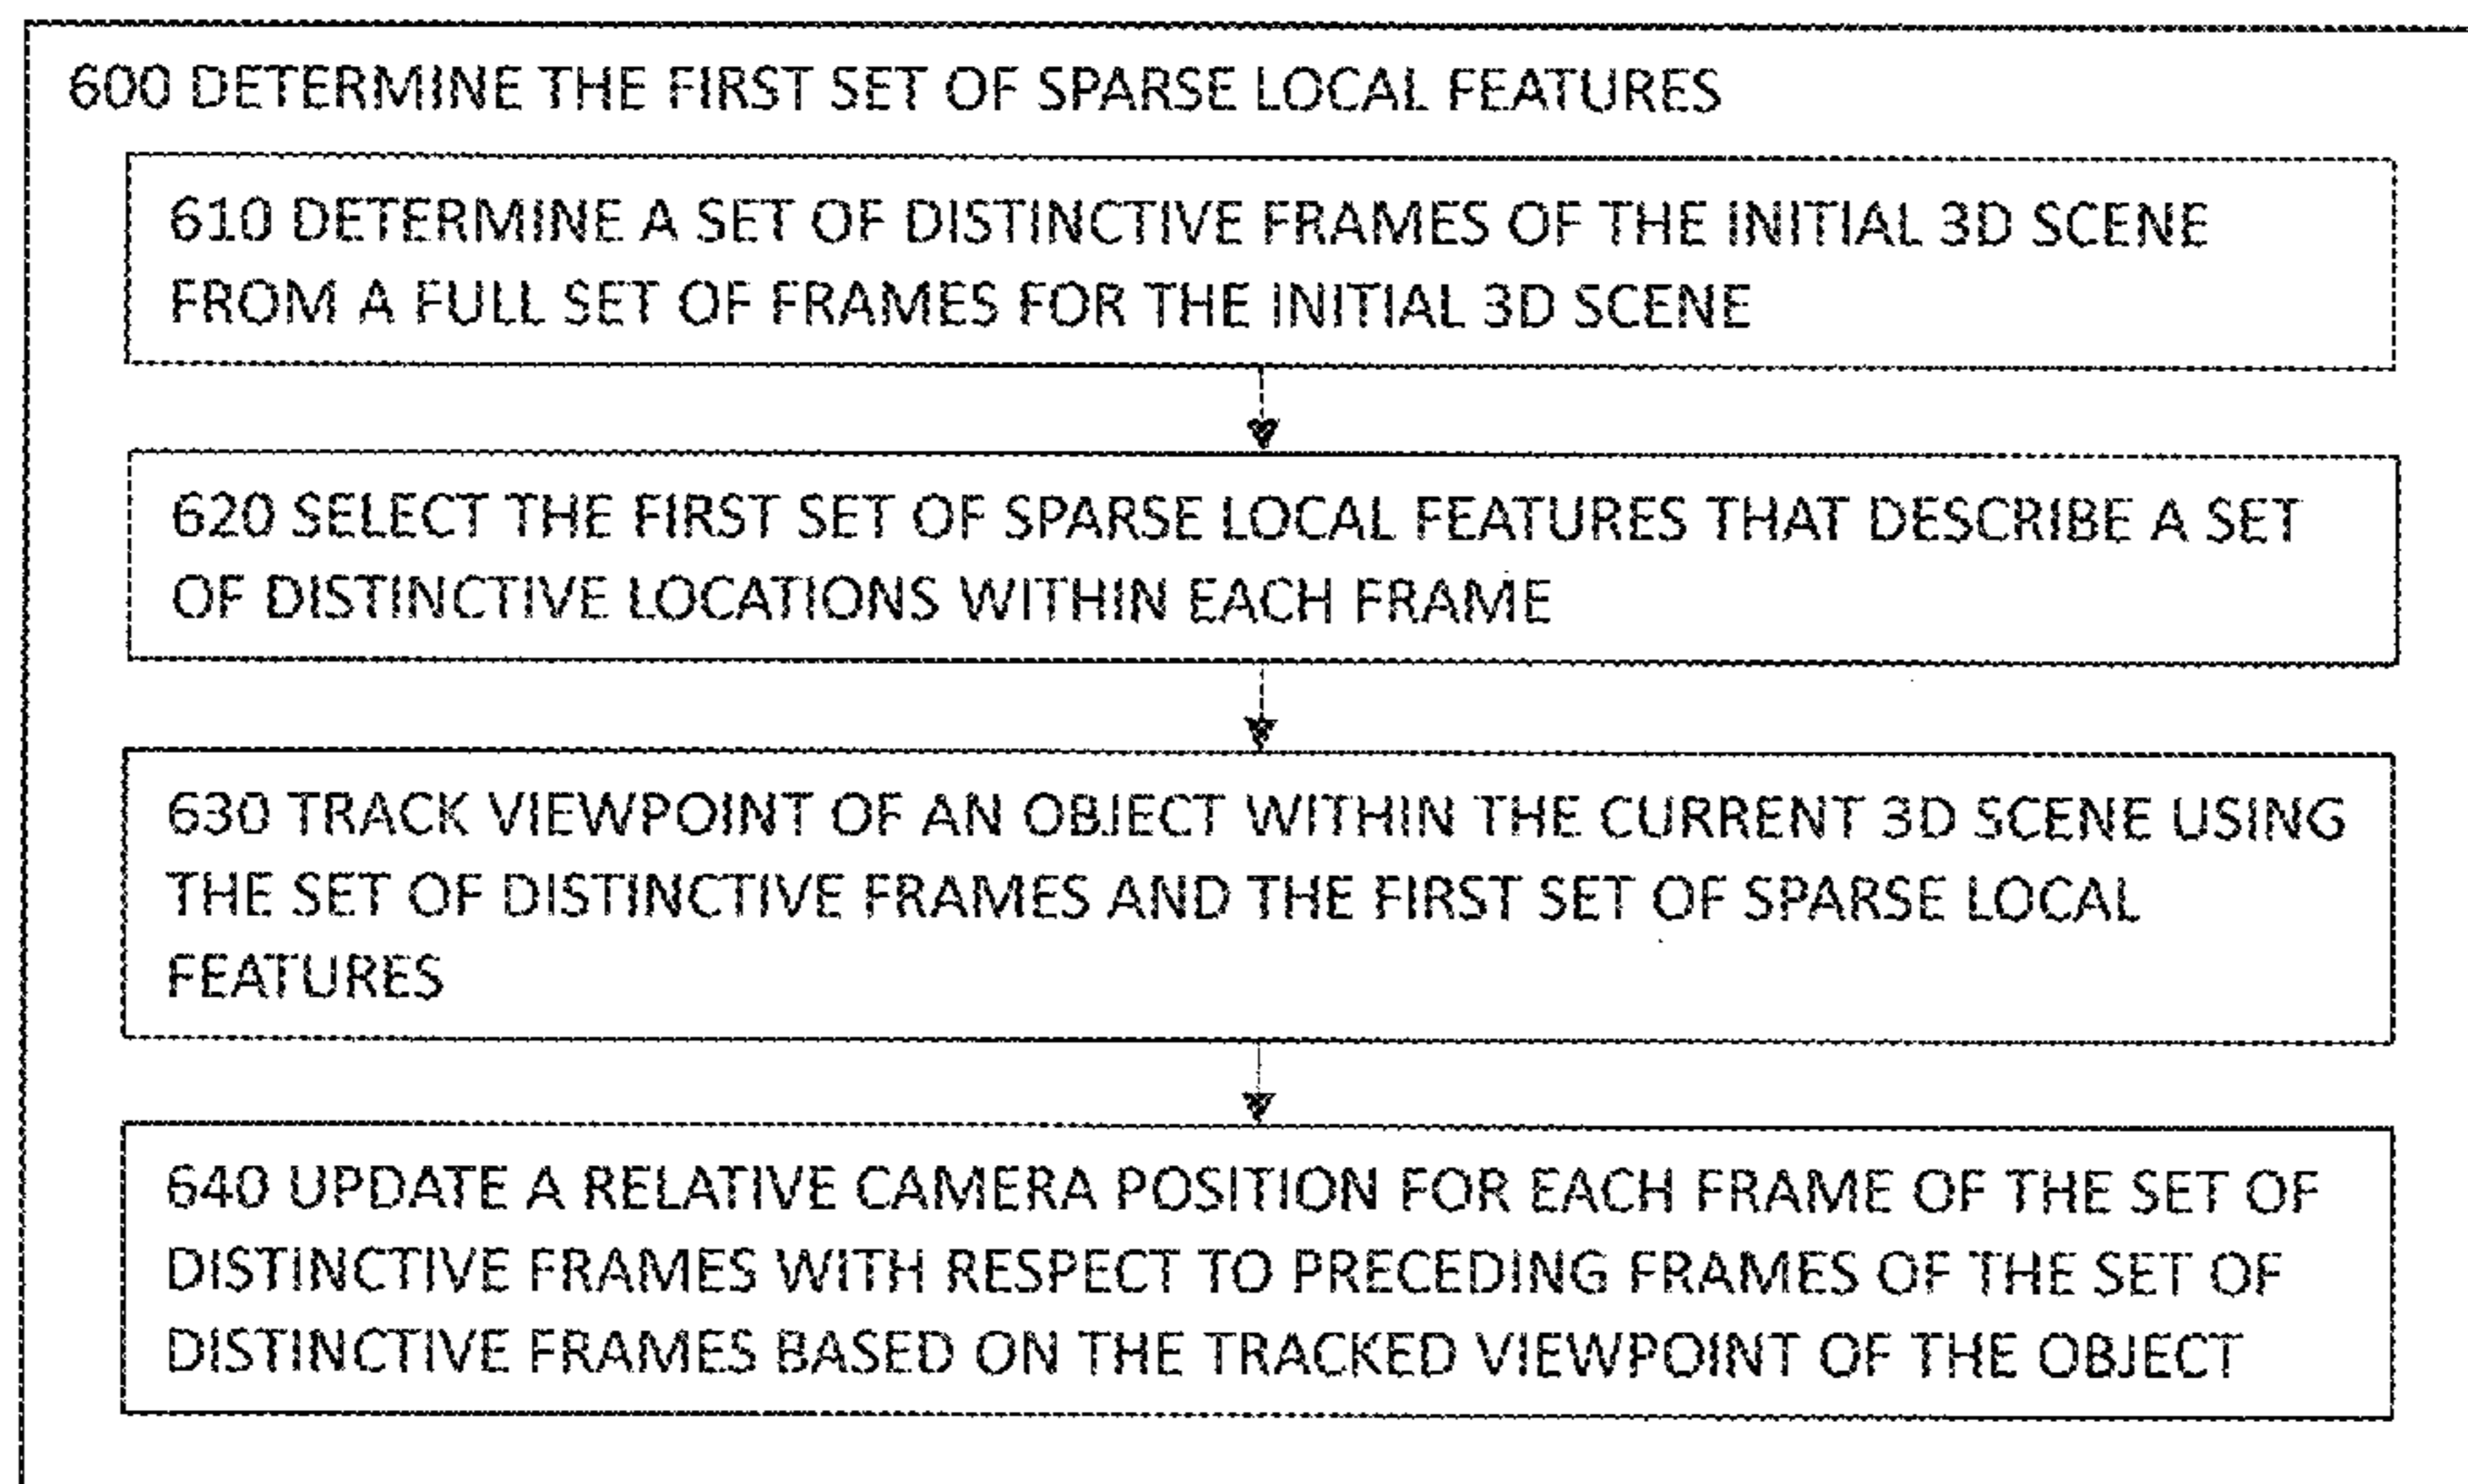 600 DETERMINE THE FIRST SET OF SPARSE LOCAL FEATURES
610 DETERMINE A SET OF DISTINCTIVE FRAMES OF THE INITIAL 3D SCENE
FROM A FULL SET OF FRAMES FOR THE INITIAL 3D SCENE
620 SELECT THE FIRST SET OF SPARSE LOCAL FEATURES THAT DESCRIBE A SET
OF DISTINCTIVE LOCATIONS WITHIN EACH FRAME
630 TRACK VIEWPOINT OF AN OBJECT WITHIN THE CURRENT 3D SCENE USING
THE SET OF DISTINCTIVE FRAMES AND THE FIRST SET OF SPARSE LOCAL
FEATURES
640 UPDATE A RELATIVE CAMERA POSITION FOR EACH FRAME OF THE SET OF
DISTINCTIVE FRAMES WITH RESPECT TO PRECEDING FRAMES OF THE SET OF
DISTINCTIVE FRAMES BASED ON THE TRACKED VIEWPOINT OF THE OBJECT